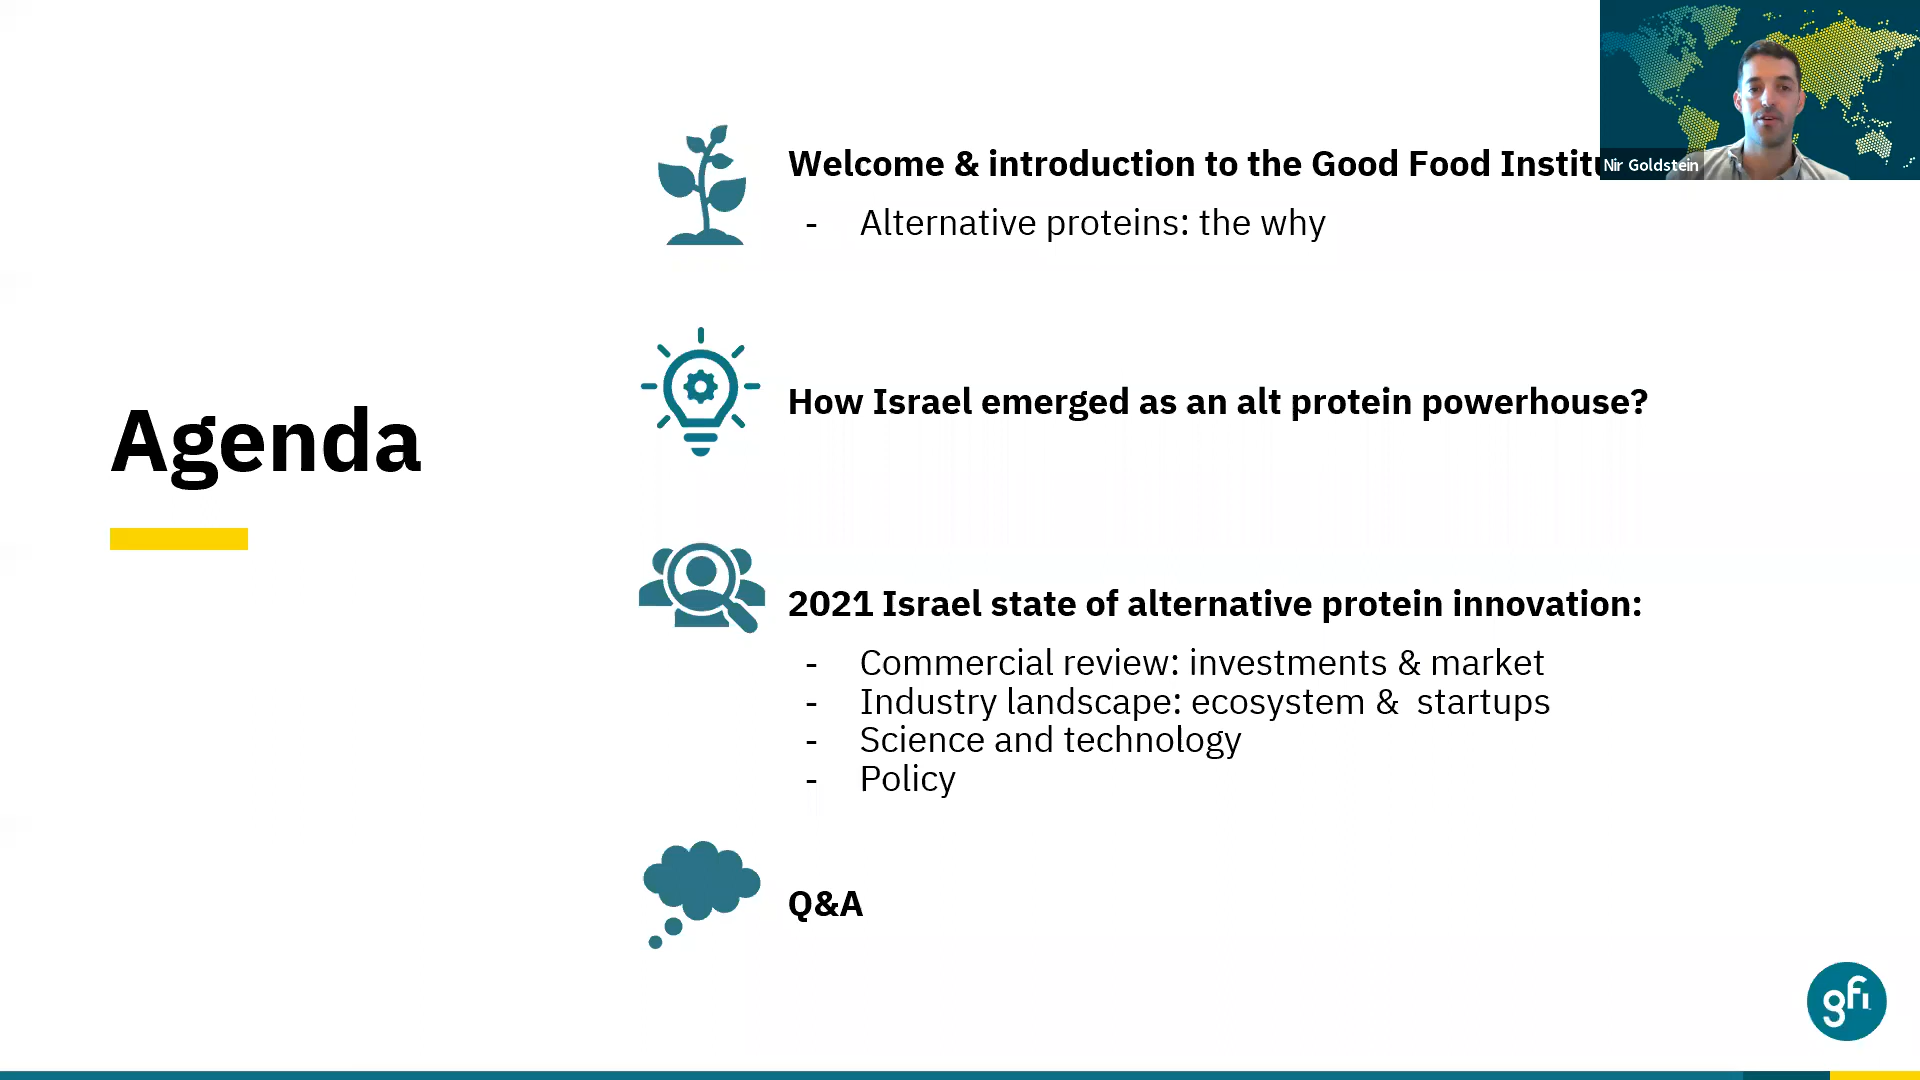 Agenda
Welcome & introduction to the Good Food Institu
- Alternative proteins: the why
How Israel emerged as an alt protein powerhouse?
2021 Israel state of alternative protein innovation:
- Commercial review: investments & market
- Industry landscape: ecosystem & startups
- Science and technology
- Policy
Q&A
Nir Goldstein
gfi